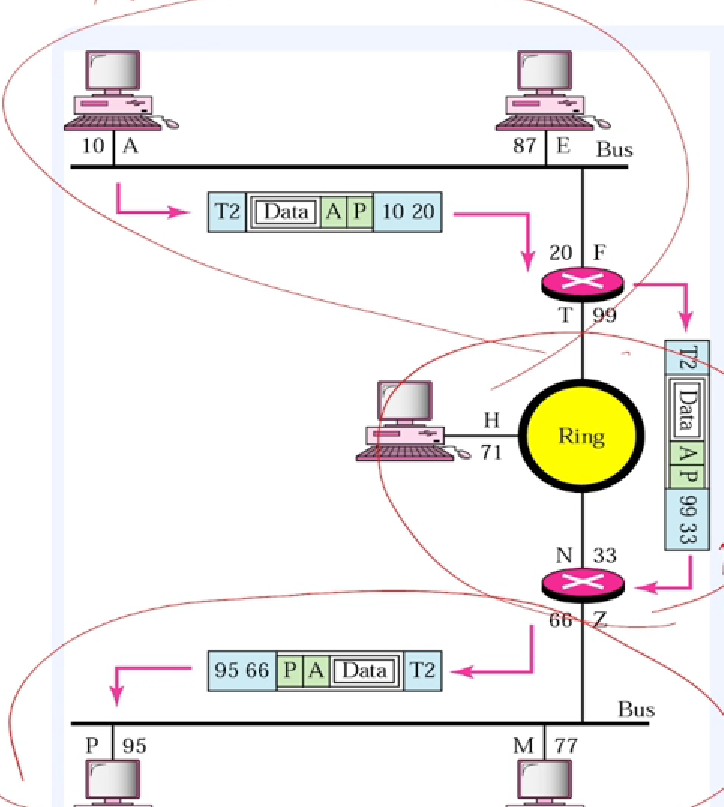 10 A
87 E Bus
T2 Data A P 10 20
20 F
T 99
T2 Data A P 99 33
H
71
Ring
N 33
66 Z
95 66 P A Data T2
Bus
P 95
M 77